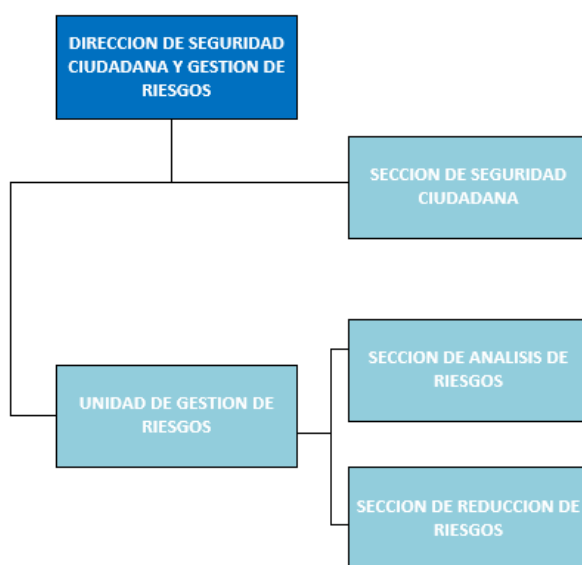 DIRECCION DE SEGURIDAD
CIUDADANA Y GESTION DE
RIESGOS
SECCION DE SEGURIDAD
CIUDADANA
SECCION DE ANALISIS DE
RIESGOS
UNIDAD DE GESTION DE
RIESGOS
SECCION DE REDUCCION DE
RIESGOS